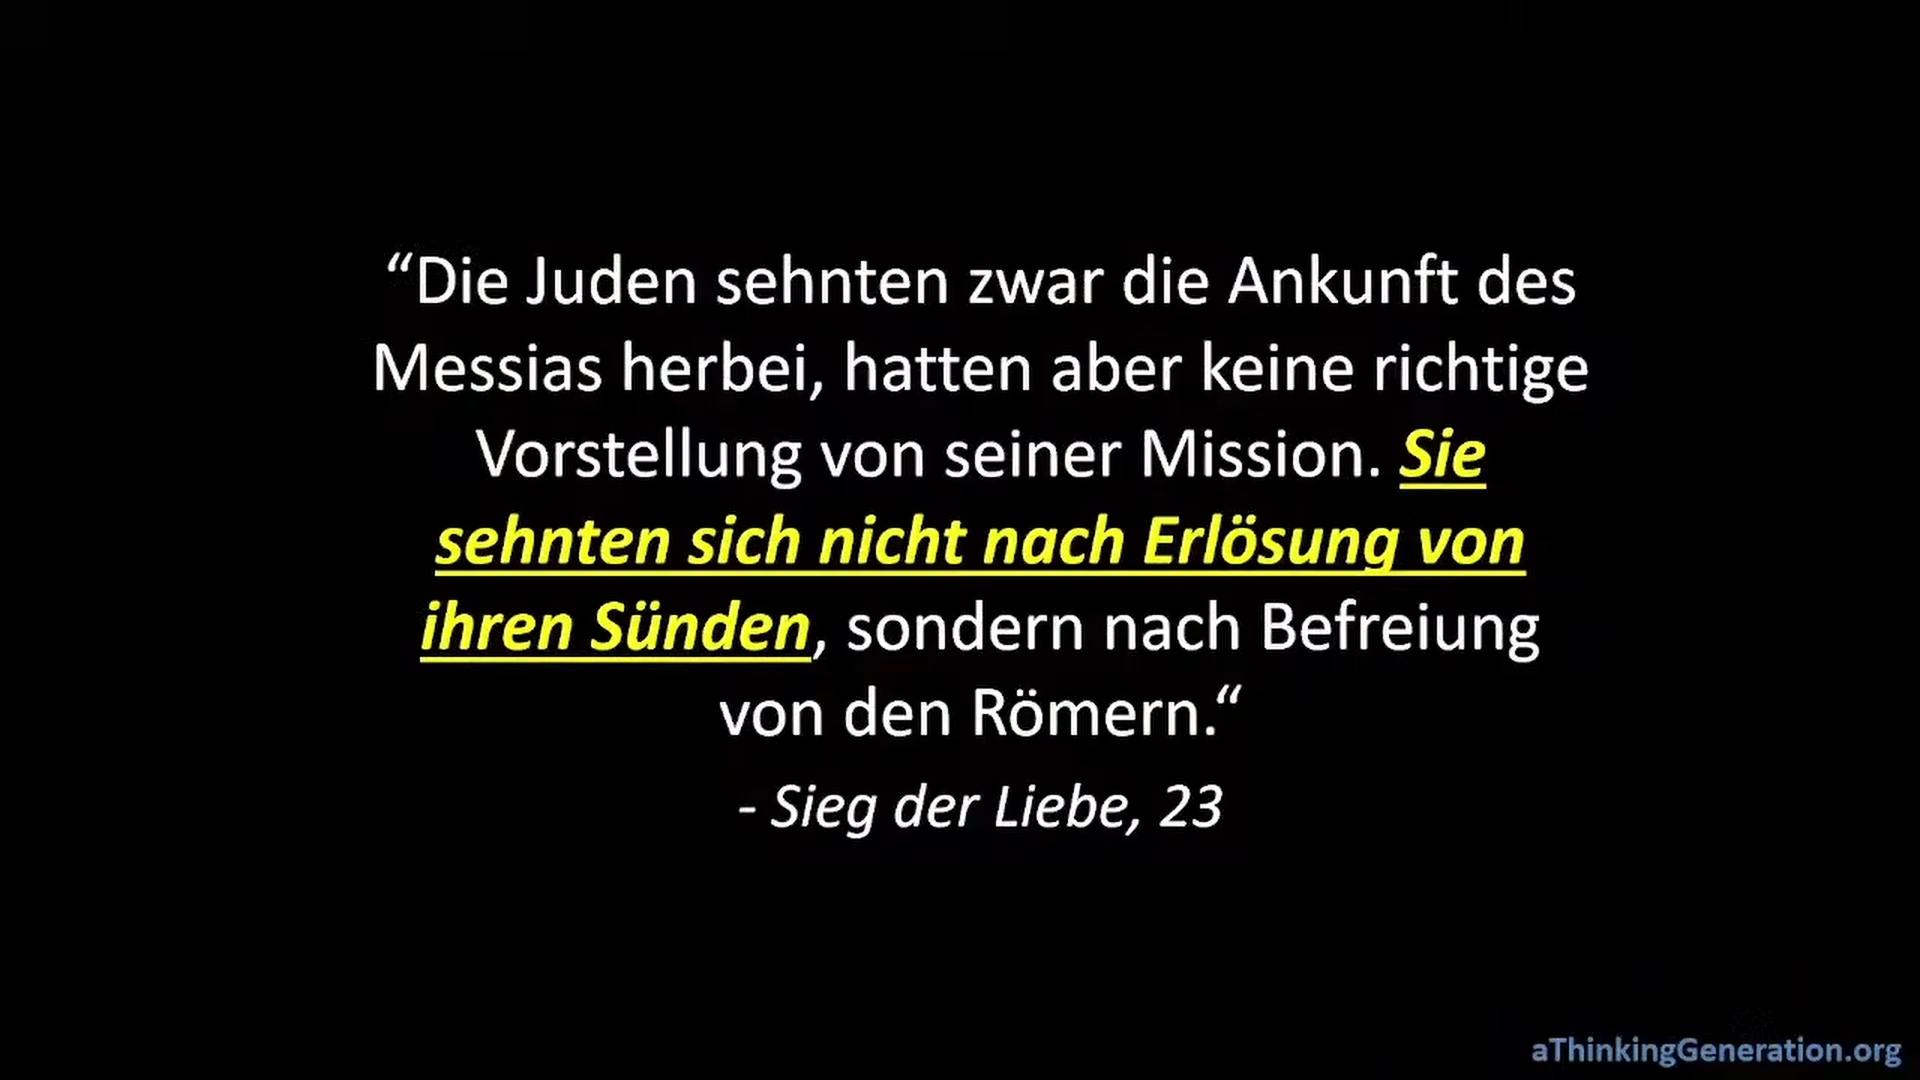 “Die Juden sehnten zwar die Ankunft des
Messias herbei, hatten aber keine richtige
Vorstellung von seiner Mission. Sie
sehnten sich nicht nach Erlösung von
ihren Sünden, sondern nach Befreiung
von den Römern.“
- Sieg der Liebe, 23
aThinkingGeneration.org